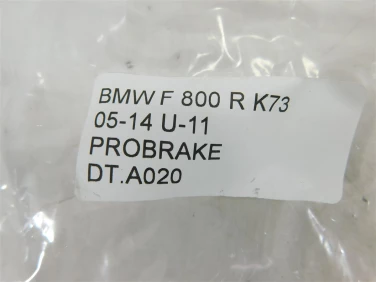 BMW F 800 R K73
05-14 U-11
PROBRAKE
DT.A020